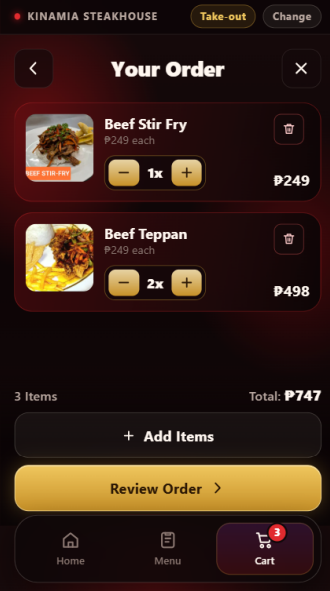 KINAMIA STEAKHOUSE
Take-out
Change
Your Order
Beef Stir Fry
₱249 each
− 1x +
₱249
BEEF STIR-FRY
Beef Teppan
₱249 each
− 2x +
₱498
3 Items
Total: ₱747
+ Add Items
Review Order >
3
Home
Menu
Cart